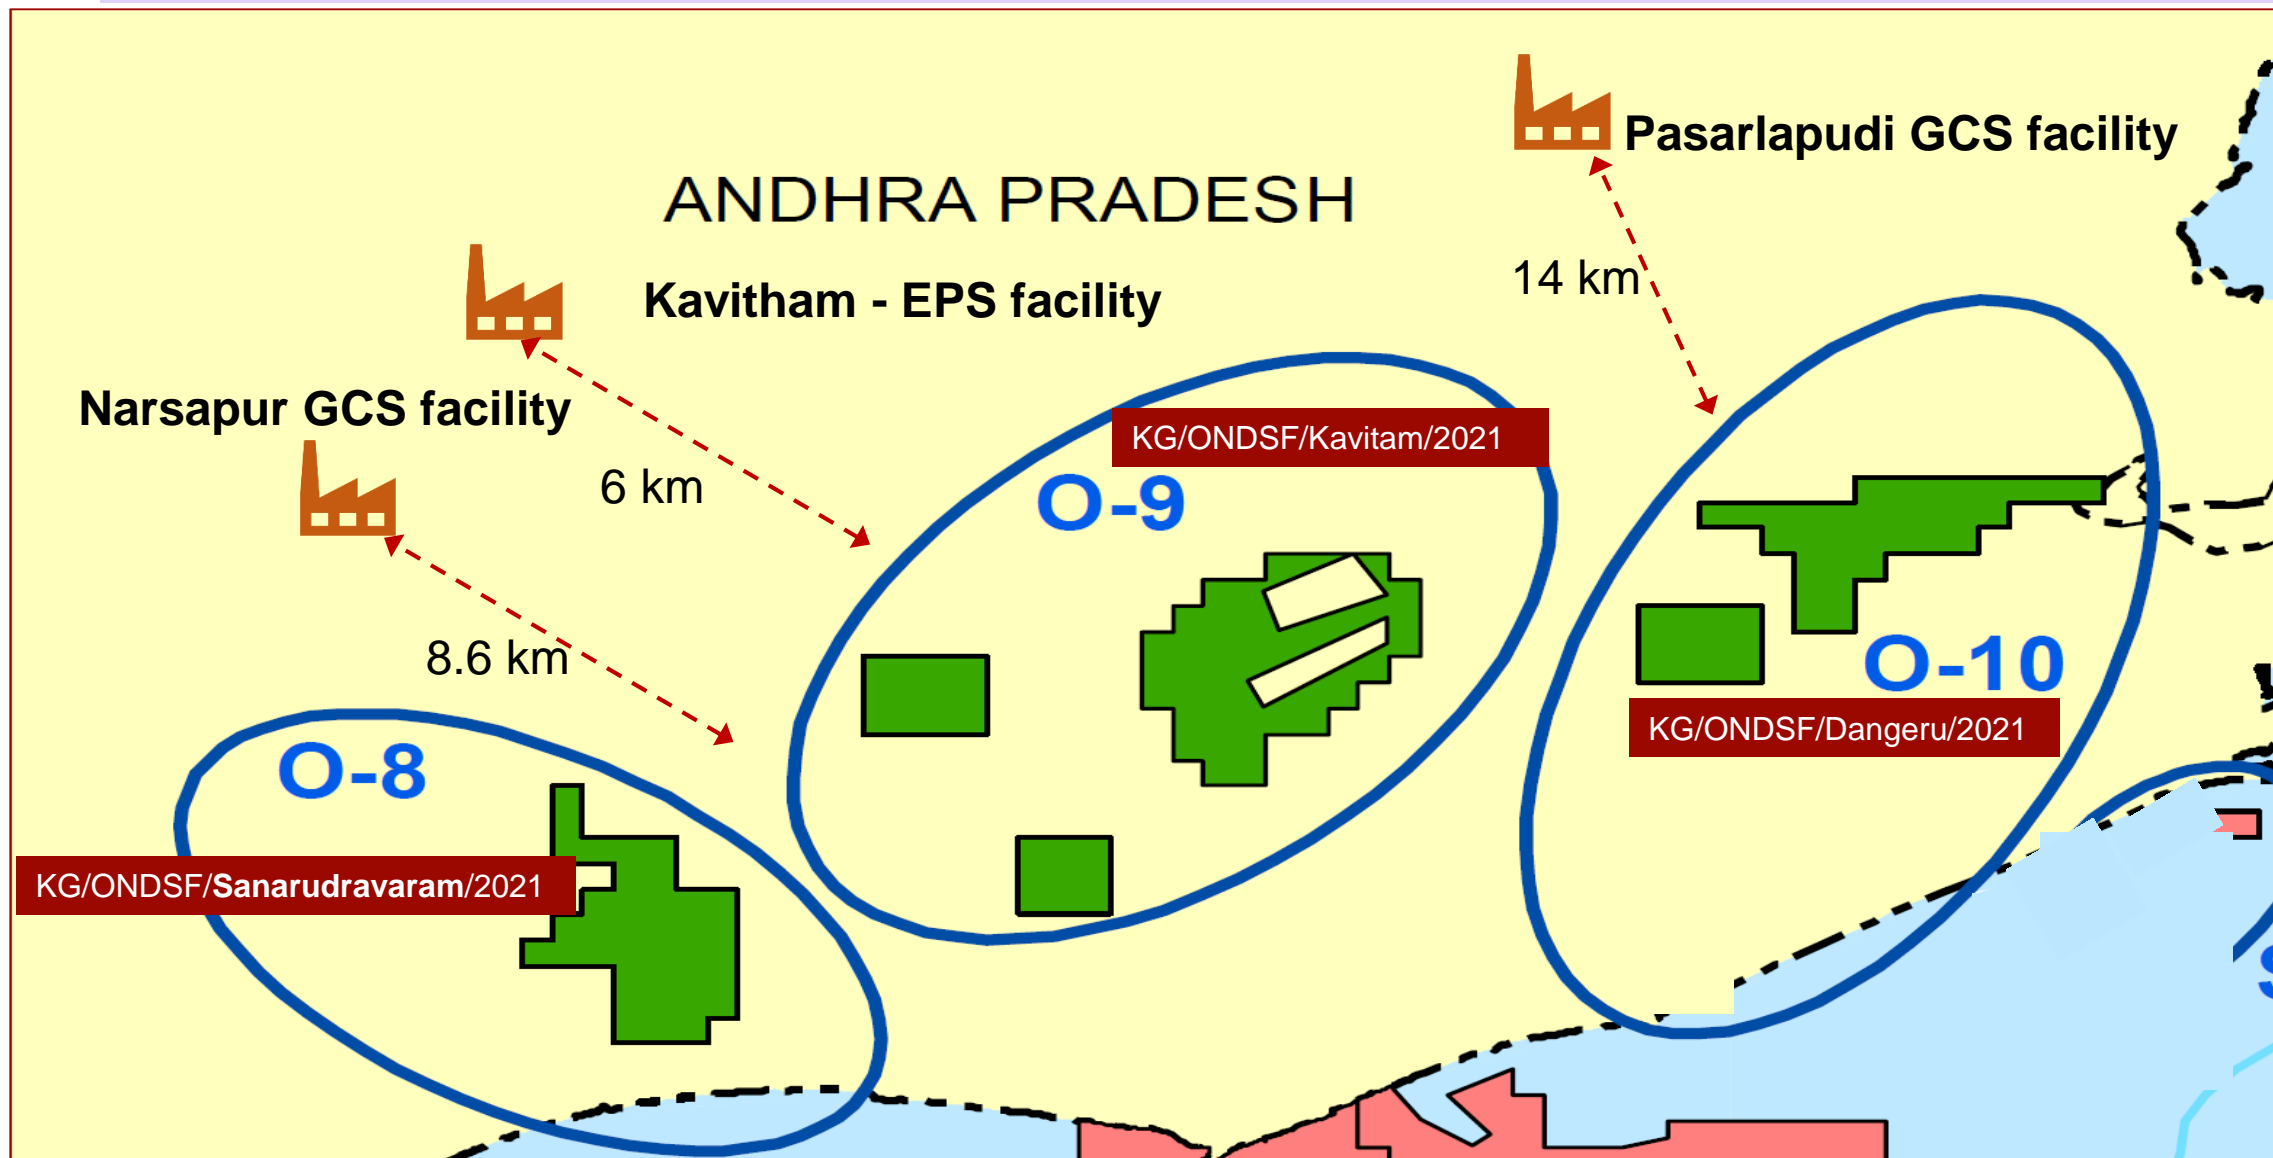 Pasarlapudi GCS facility
ANDHRA PRADESH
14 km
Kavitham - EPS facility
Narsapur GCS facility
KG/ONDSF/Kavitam/2021
6 km
O-9
8.6 km
O-10
KG/ONDSF/Dangeru/2021
O-8
KG/ONDSF/Sanarudravaram/2021